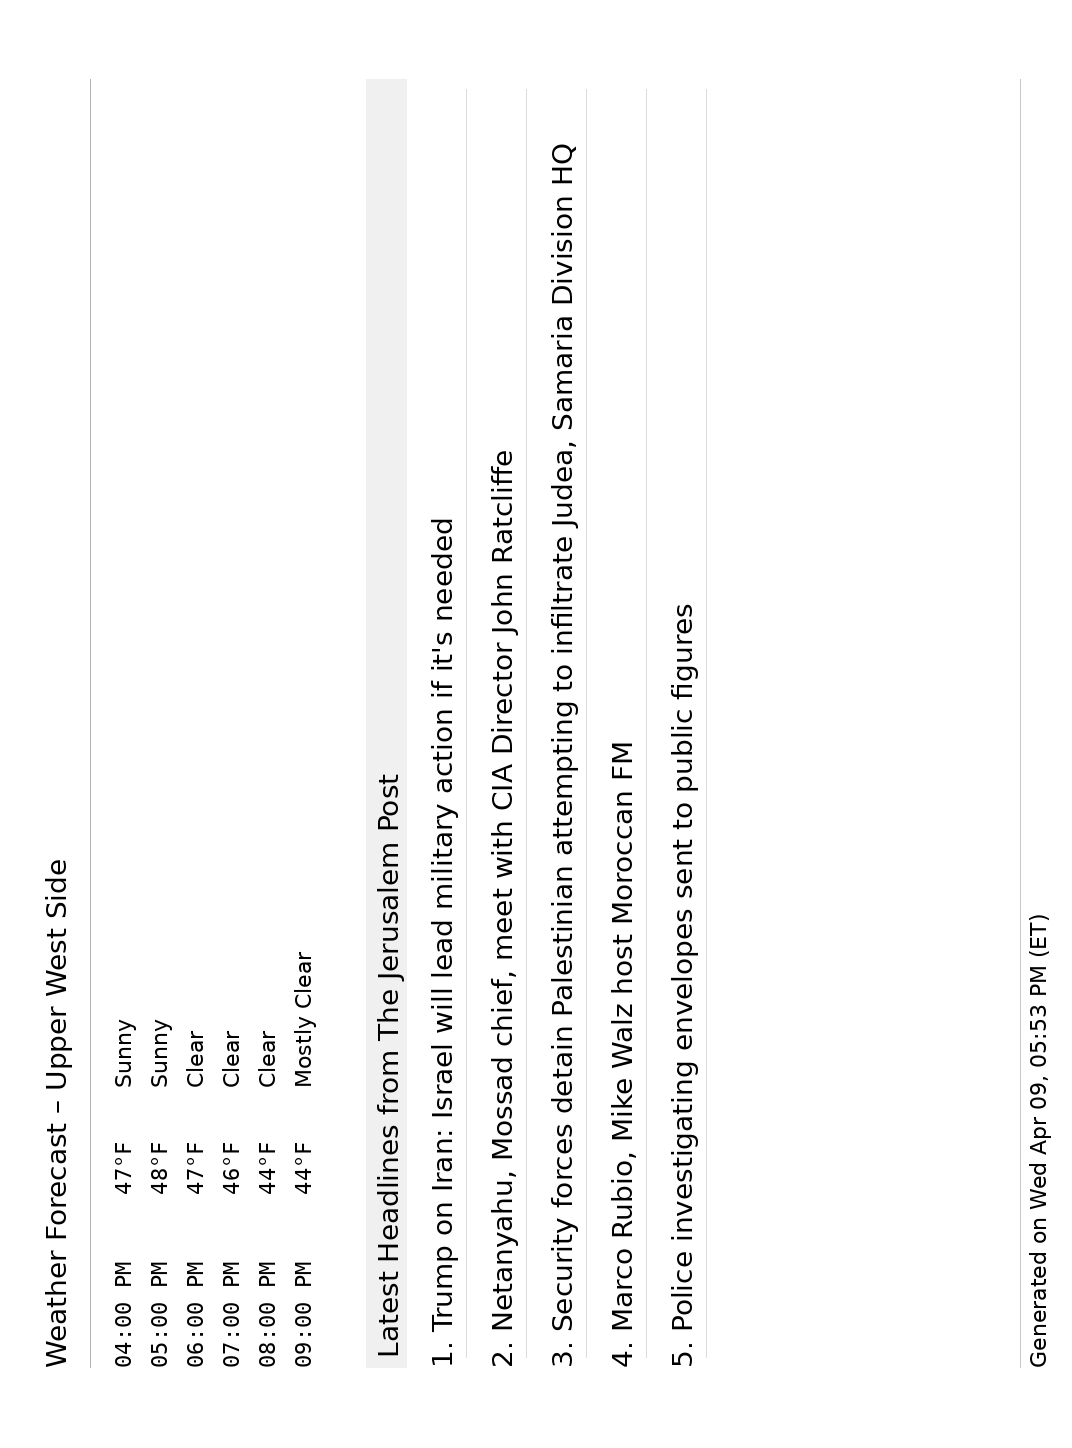 Weather Forecast – Upper West Side
04:00 PM 47°F Sunny
05:00 PM 48°F Sunny
06:00 PM 47°F Clear
07:00 PM 46°F Clear
08:00 PM 44°F Clear
09:00 PM 44°F Mostly Clear
Latest Headlines from The Jerusalem Post
1. Trump on Iran: Israel will lead military action if it's needed
2. Netanyahu, Mossad chief, meet with CIA Director John Ratcliffe
3. Security forces detain Palestinian attempting to infiltrate Judea, Samaria Division HQ
4. Marco Rubio, Mike Walz host Moroccan FM
5. Police investigating envelopes sent to public figures
Generated on Wed Apr 09, 05:53 PM (ET)